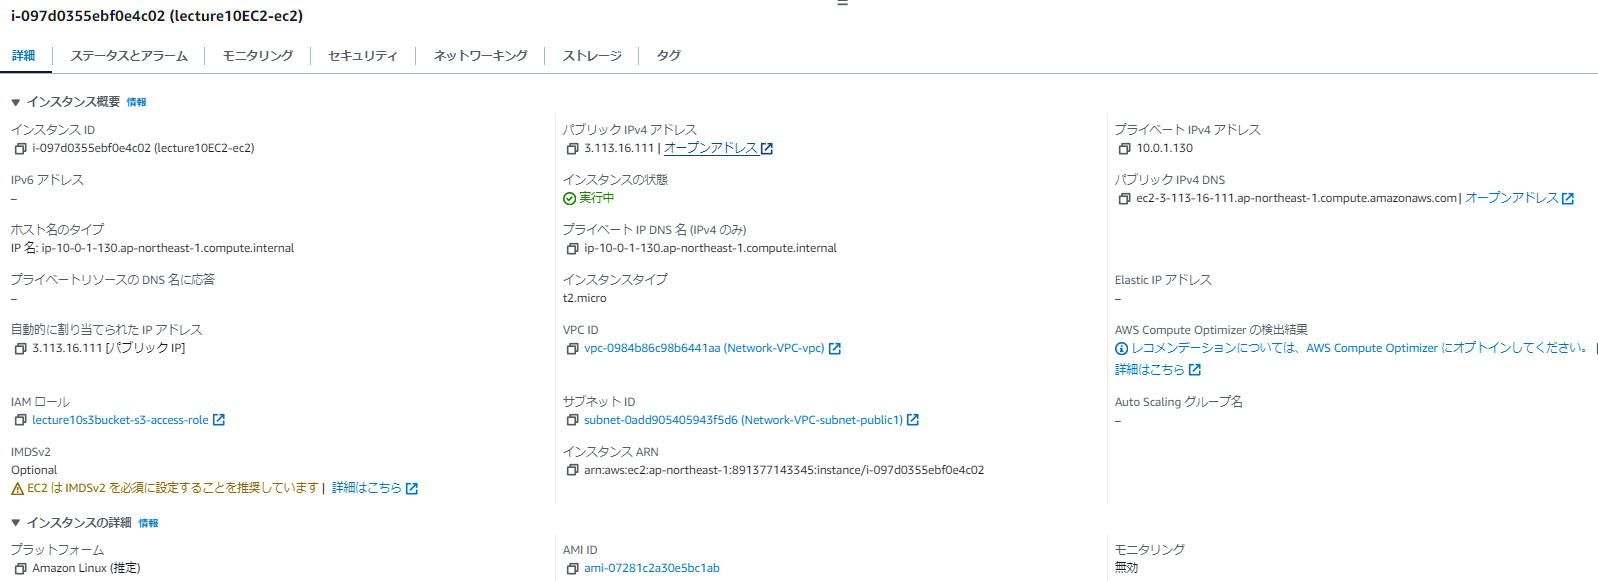 i-097d0355ebf0e4c02 (lecture10EC2-ec2)
詳細 ステータスとアラーム モニタリング セキュリティ ネットワーキング ストレージ タグ
▼ インスタンス概要 情報
インスタンス ID
i-097d0355ebf0e4c02 (lecture10EC2-ec2)
パブリック IPv4 アドレス
3.113.16.111 | オープンアドレス
プライベート IPv4 アドレス
10.0.1.130
IPv6 アドレス
–
インスタンスの状態
実行中
パブリック IPv4 DNS
ec2-3-113-16-111.ap-northeast-1.compute.amazonaws.com | オープンアドレス
ホスト名のタイプ
IP 名: ip-10-0-1-130.ap-northeast-1.compute.internal
プライベート IP DNS 名 (IPv4 のみ)
ip-10-0-1-130.ap-northeast-1.compute.internal
プライベートリソースの DNS 名に応答
–
インスタンスタイプ
t2.micro
Elastic IP アドレス
–
自動的に割り当てられた IP アドレス
3.113.16.111 [パブリック IP]
VPC ID
vpc-0984b86c98b6441aa (Network-VPC-vpc)
AWS Compute Optimizer の検出結果
レコメンデーションについては、AWS Compute Optimizer にオプトインしてください。 |
詳細はこちら
IAM ロール
lecture10s3bucket-s3-access-role
サブネット ID
subnet-0add905405943f5d6 (Network-VPC-subnet-public1)
Auto Scaling グループ名
–
IMDSv2
Optional
EC2 は IMDSv2 を必須に設定することを推奨しています | 詳細はこちら
インスタンス ARN
arn:aws:ec2:ap-northeast-1:891377143345:instance/i-097d0355ebf0e4c02
▼ インスタンスの詳細 情報
プラットフォーム
Amazon Linux (推定)
AMI ID
ami-07281c2a30e5bc1ab
モニタリング
無効